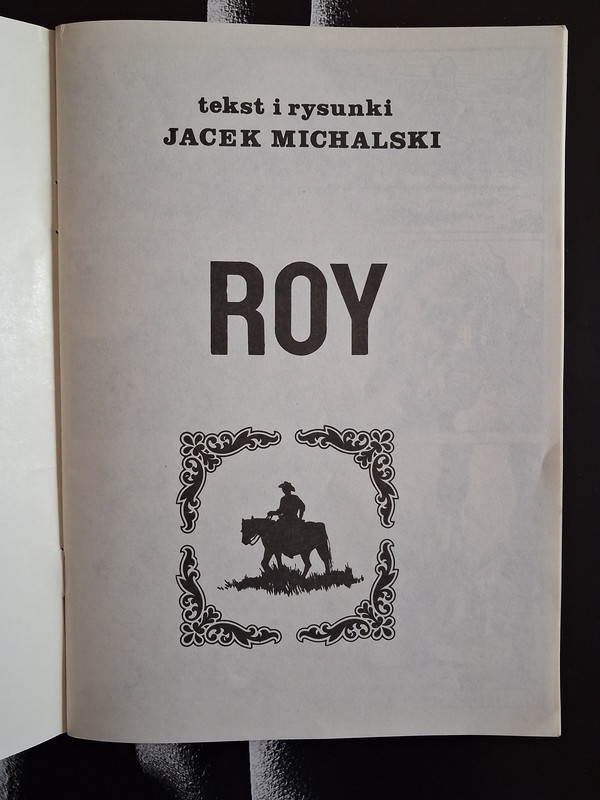 tekst i rysunki
JACEK MICHALSKI
ROY